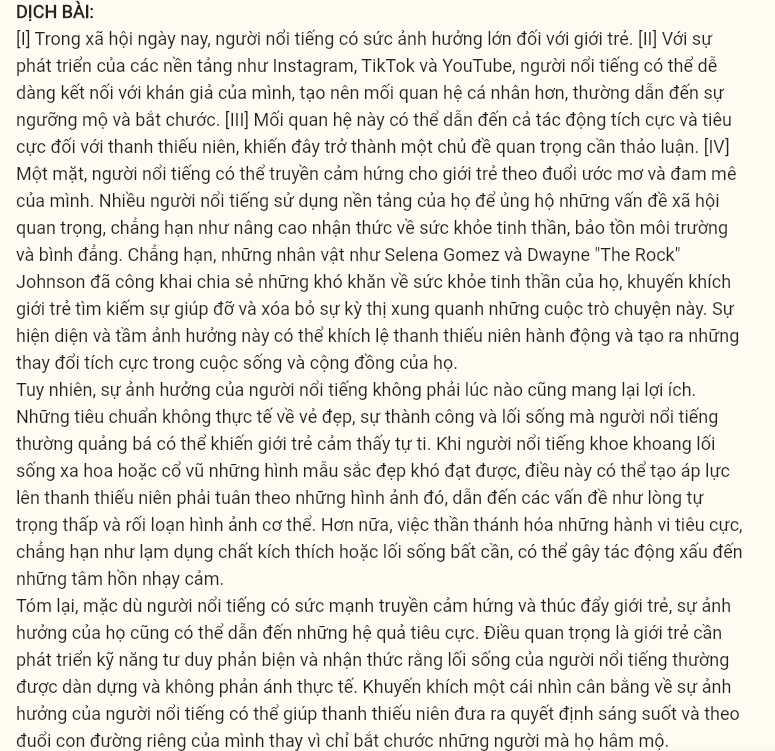 DỊCH BÀI:
[I] Trong xã hội ngày nay, người nổi tiếng có sức ảnh hưởng lớn đối với giới trẻ. [II] Với sự
phát triển của các nền tảng như Instagram, TikTok và YouTube, người nổi tiếng có thể dễ
dàng kết nối với khán giả của mình, tạo nên mối quan hệ cá nhân hơn, thường dẫn đến sự
ngưỡng mộ và bắt chước. [III] Mối quan hệ này có thể dẫn đến cả tác động tích cực và tiêu
cực đối với thanh thiếu niên, khiến đây trở thành một chủ đề quan trọng cần thảo luận. [IV]
Một mặt, người nổi tiếng có thể truyền cảm hứng cho giới trẻ theo đuổi ước mơ và đam mê
của mình. Nhiều người nổi tiếng sử dụng nền tảng của họ để ủng hộ những vấn đề xã hội
quan trọng, chẳng hạn như nâng cao nhận thức về sức khỏe tinh thần, bảo tồn môi trường
và bình đẳng. Chẳng hạn, những nhân vật như Selena Gomez và Dwayne "The Rock"
Johnson đã công khai chia sẻ những khó khăn về sức khỏe tinh thần của họ, khuyến khích
giới trẻ tìm kiếm sự giúp đỡ và xóa bỏ sự kỳ thị xung quanh những cuộc trò chuyện này. Sự
hiện diện và tầm ảnh hưởng này có thể khích lệ thanh thiếu niên hành động và tạo ra những
thay đổi tích cực trong cuộc sống và cộng đồng của họ.
Tuy nhiên, sự ảnh hưởng của người nổi tiếng không phải lúc nào cũng mang lại lợi ích.
Những tiêu chuẩn không thực tế về vẻ đẹp, sự thành công và lối sống mà người nổi tiếng
thường quảng bá có thể khiến giới trẻ cảm thấy tự ti. Khi người nổi tiếng khoe khoang lối
sống xa hoa hoặc cổ vũ những hình mẫu sắc đẹp khó đạt được, điều này có thể tạo áp lực
lên thanh thiếu niên phải tuân theo những hình ảnh đó, dẫn đến các vấn đề như lòng tự
trọng thấp và rối loạn hình ảnh cơ thể. Hơn nữa, việc thần thánh hóa những hành vi tiêu cực,
chẳng hạn như lạm dụng chất kích thích hoặc lối sống bất cần, có thể gây tác động xấu đến
những tâm hồn nhạy cảm.
Tóm lại, mặc dù người nổi tiếng có sức mạnh truyền cảm hứng và thúc đẩy giới trẻ, sự ảnh
hưởng của họ cũng có thể dẫn đến những hệ quả tiêu cực. Điều quan trọng là giới trẻ cần
phát triển kỹ năng tư duy phản biện và nhận thức rằng lối sống của người nổi tiếng thường
được dàn dựng và không phản ánh thực tế. Khuyến khích một cái nhìn cân bằng về sự ảnh
hưởng của người nổi tiếng có thể giúp thanh thiếu niên đưa ra quyết định sáng suốt và theo
đuổi con đường riêng của mình thay vì chỉ bắt chước những người mà họ hâm mộ.